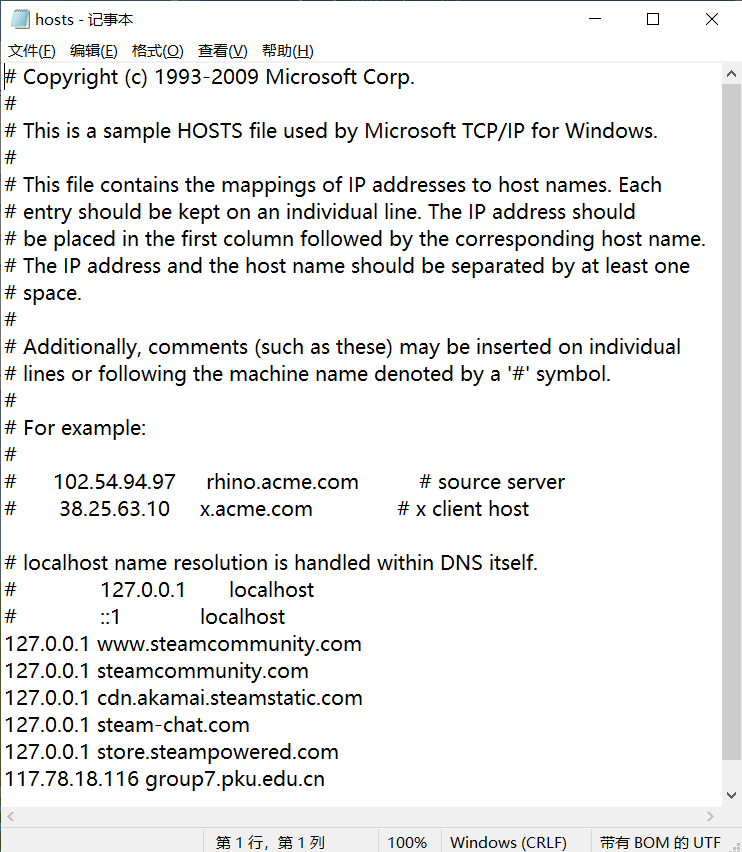 hosts - 记事本
文件(F) 编辑(E) 格式(O) 查看(V) 帮助(H)
# Copyright (c) 1993-2009 Microsoft Corp.
#
# This is a sample HOSTS file used by Microsoft TCP/IP for Windows.
#
# This file contains the mappings of IP addresses to host names. Each
# entry should be kept on an individual line. The IP address should
# be placed in the first column followed by the corresponding host name.
# The IP address and the host name should be separated by at least one
# space.
#
# Additionally, comments (such as these) may be inserted on individual
# lines or following the machine name denoted by a '#' symbol.
#
# For example:
#
#      102.54.94.97     rhino.acme.com          # source server
#       38.25.63.10     x.acme.com              # x client host

# localhost name resolution is handled within DNS itself.
#	127.0.0.1       localhost
#	::1             localhost
127.0.0.1 www.steamcommunity.com
127.0.0.1 steamcommunity.com
127.0.0.1 cdn.akamai.steamstatic.com
127.0.0.1 steam-chat.com
127.0.0.1 store.steampowered.com
117.78.18.116 group7.pku.edu.cn
第 1 行，第 1 列 100% Windows (CRLF) 带有 BOM 的 UTF